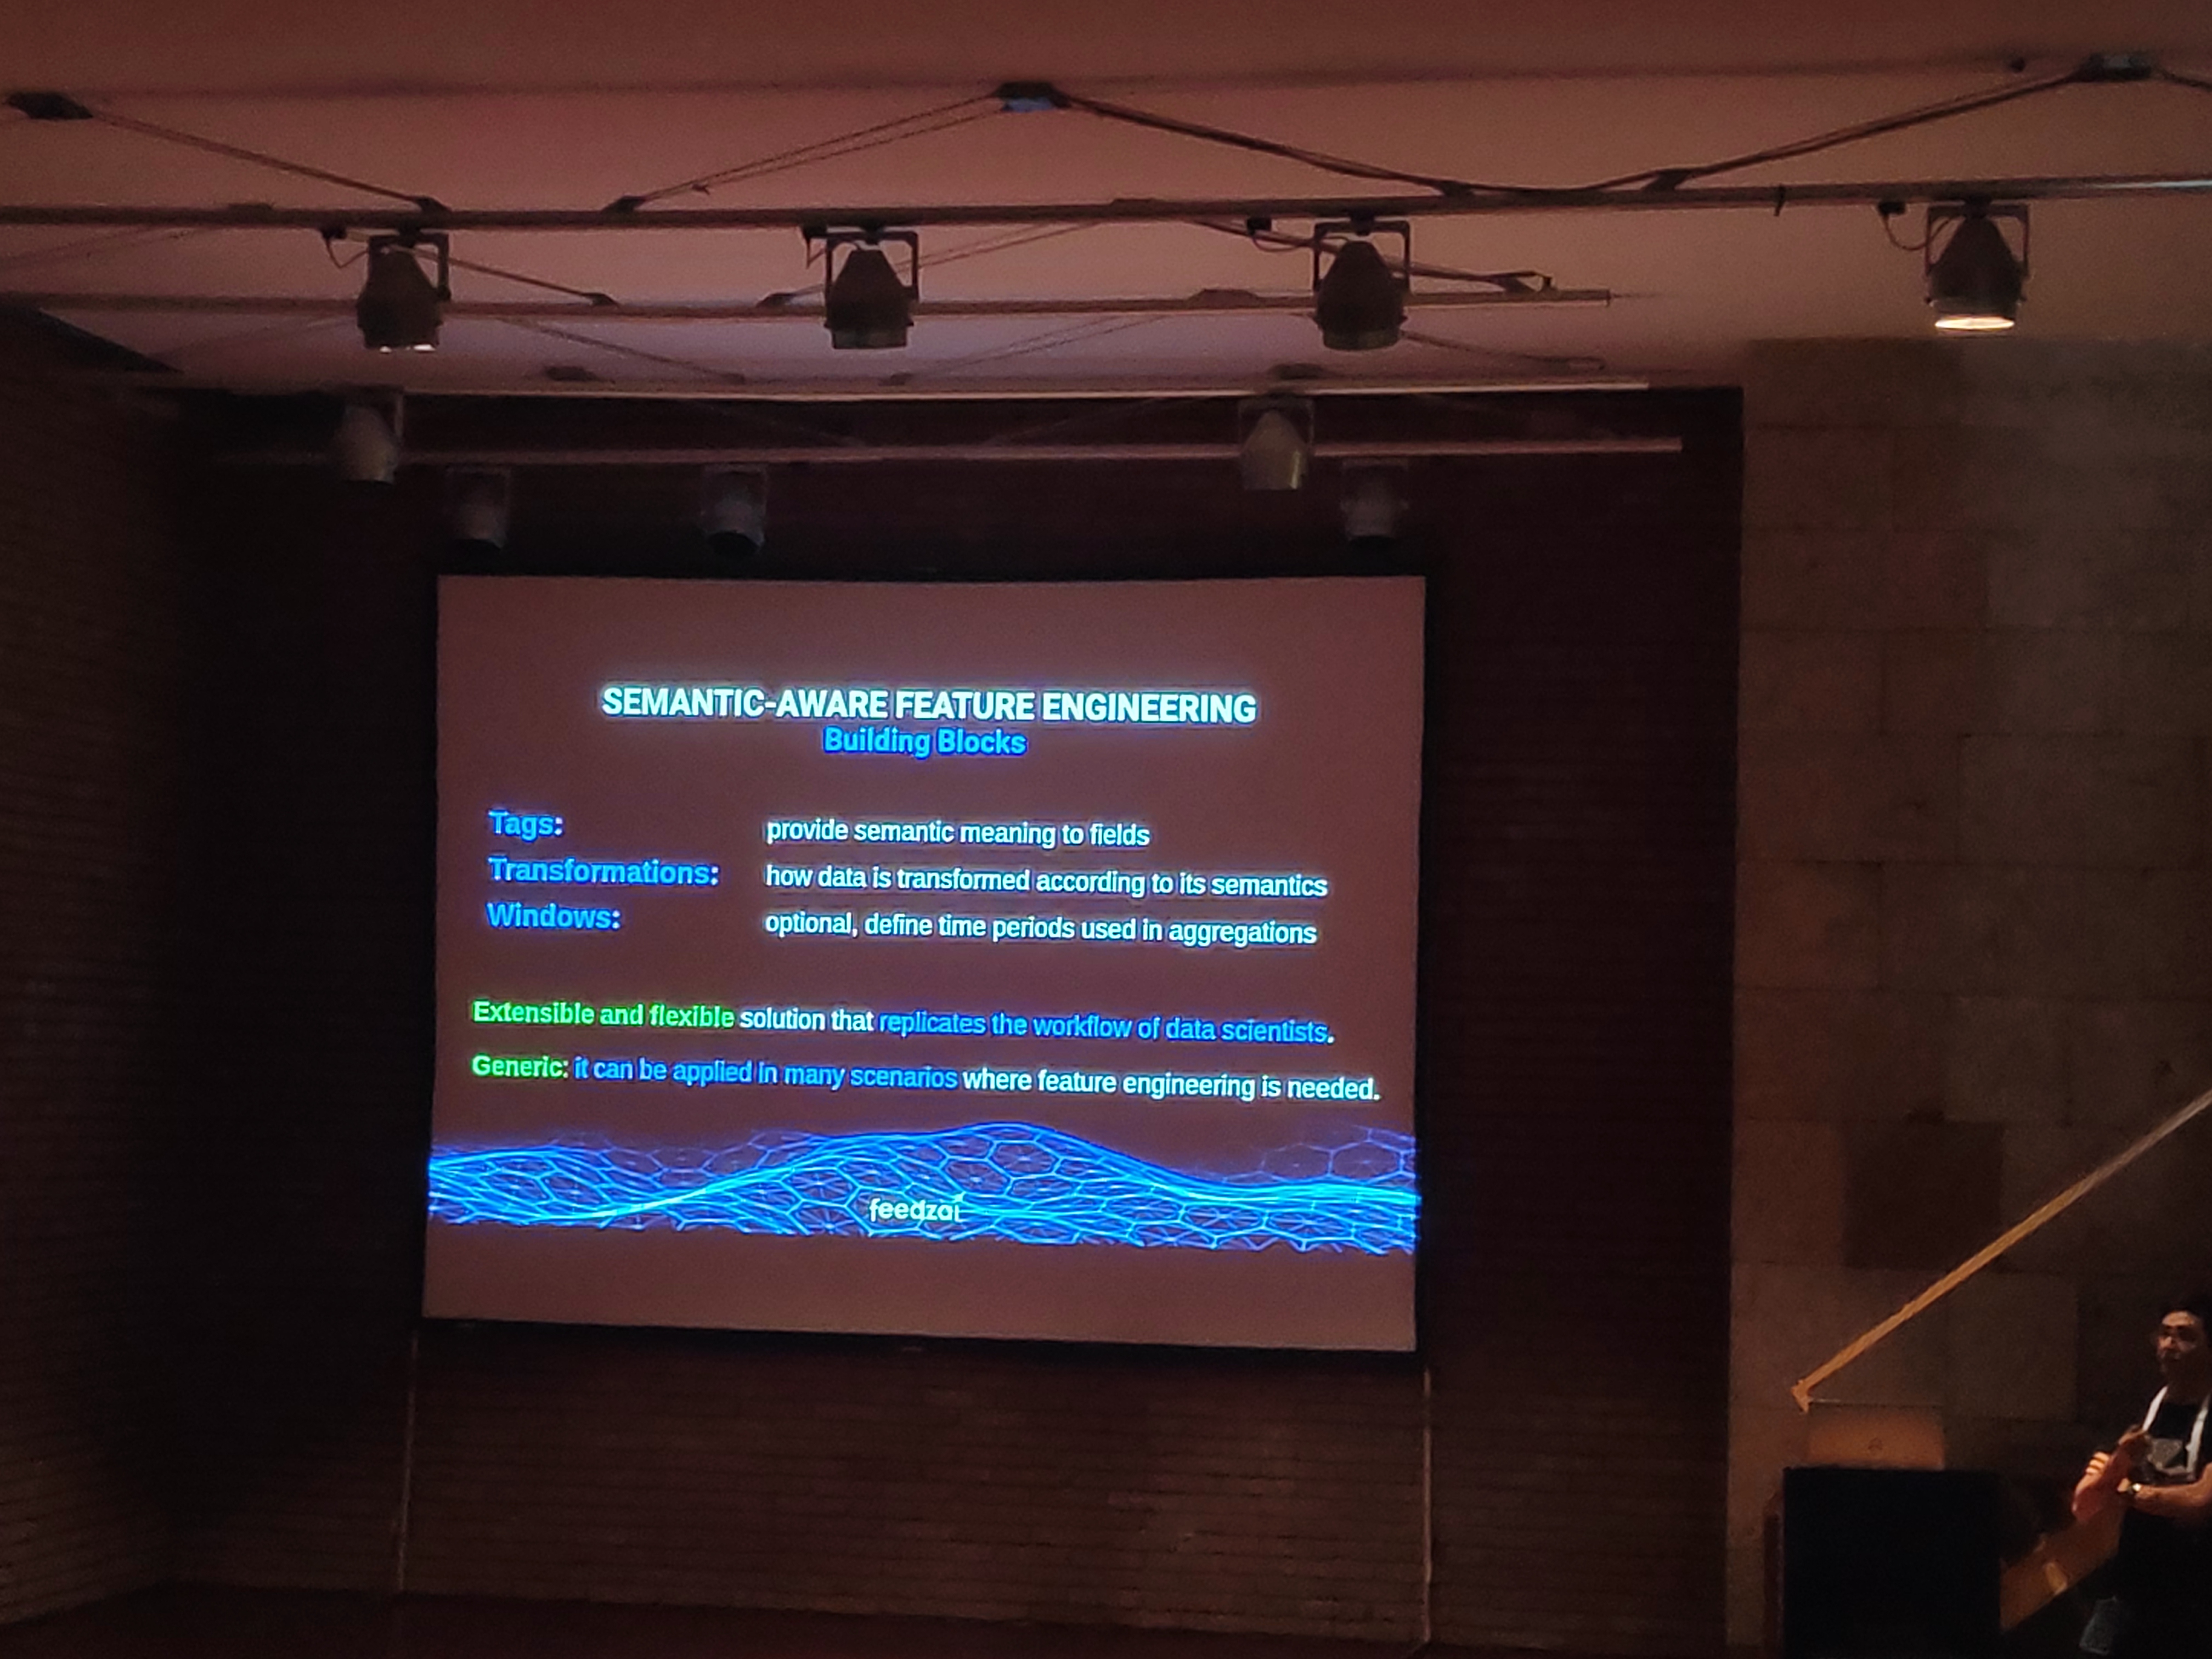 SEMANTIC-AWARE FEATURE ENGINEERING
Building Blocks
Tags: provide semantic meaning to fields
Transformations: how data is transformed according to its semantics
Windows: optional, define time periods used in aggregations
Extensible and flexible solution that replicates the workflow of data scientists.
Generic: it can be applied in many scenarios where feature engineering is needed.
feedzai